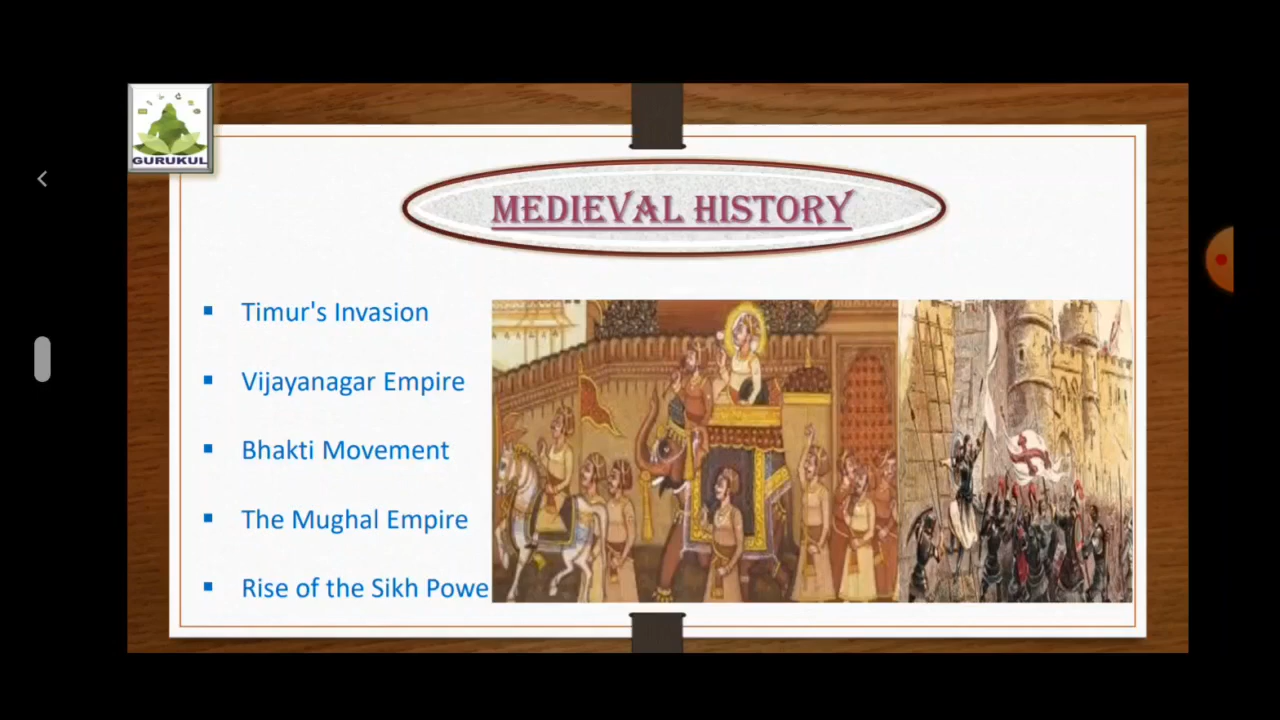 GURUKUL
MEDIEVAL HISTORY
Timur's Invasion
Vijayanagar Empire
Bhakti Movement
The Mughal Empire
Rise of the Sikh Powe